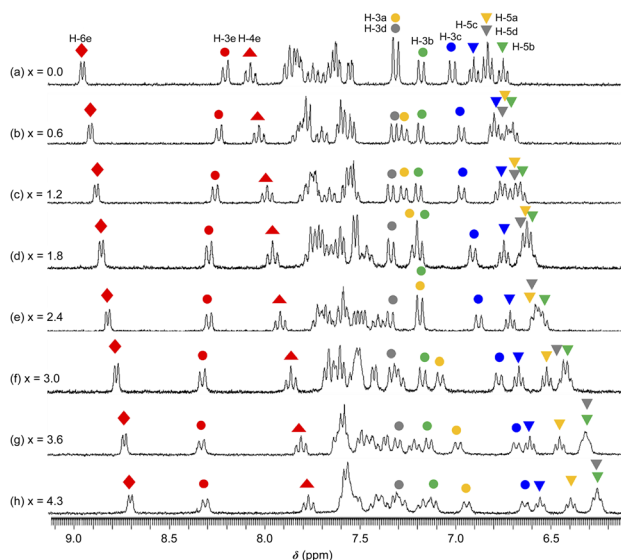 H-6e
H-3e H-4e
H-3a
H-3d
H-3b
H-3c
H-5c
H-5a
H-5d
H-5b
(a) x = 0.0
(b) x = 0.6
(c) x = 1.2
(d) x = 1.8
(e) x = 2.4
(f) x = 3.0
(g) x = 3.6
(h) x = 4.3
9.0 8.5 8.0 7.5 7.0 6.5
δ (ppm)